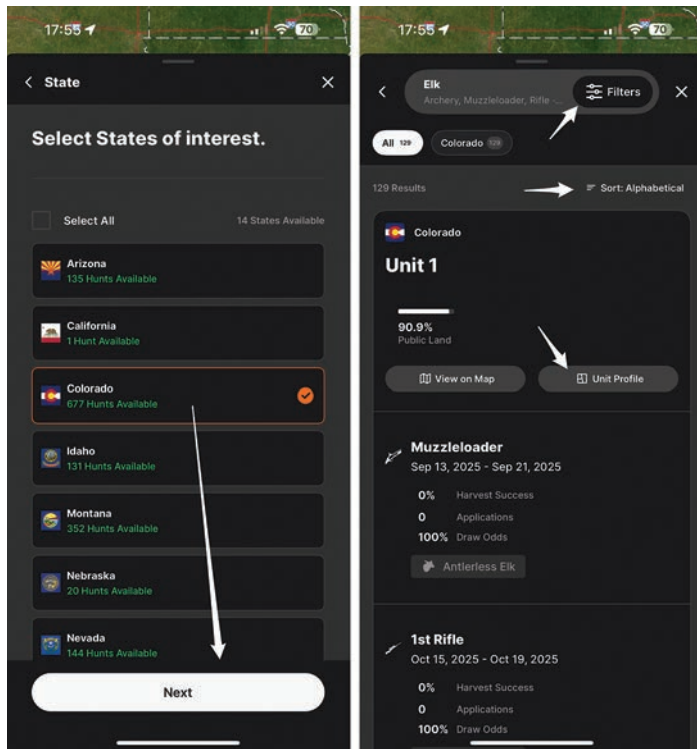 17:55
70
State
Select States of interest.
Select All
14 States Available
Arizona
135 Hunts Available
California
1 Hunt Available
Colorado
677 Hunts Available
Idaho
131 Hunts Available
Montana
352 Hunts Available
Nebraska
20 Hunts Available
Nevada
144 Hunts Available
Next
17:55
70
Elk
Archery, Muzzleloader, Rifle -...
Filters
All 129
Colorado 129
129 Results
Sort: Alphabetical
Colorado
Unit 1
90.9%
Public Land
View on Map
Unit Profile
Muzzleloader
Sep 13, 2025 - Sep 21, 2025
0% Harvest Success
0 Applications
100% Draw Odds
Antlerless Elk
1st Rifle
Oct 15, 2025 - Oct 19, 2025
0% Harvest Success
0 Applications
100% Draw Odds